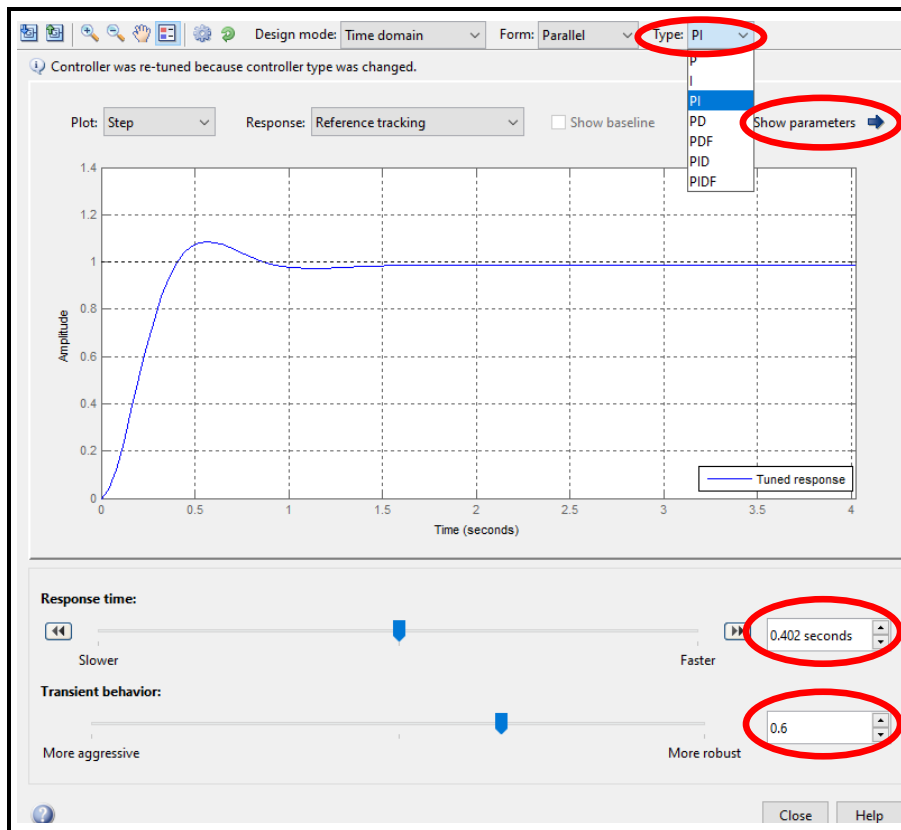 Design mode: Time domain Form: Parallel Type: PI
Controller was re-tuned because controller type was changed.
P
I
PI
PD
PDF
PID
PIDF
Plot: Step Response: Reference tracking Show baseline Show parameters
1.4
1.2
1
0.8
0.6
0.4
0.2
0
Amplitude
Tuned response
0 0.5 1 1.5 2 2.5 3 3.5 4
Time (seconds)
Response time:
0.402 seconds
Slower Faster
Transient behavior:
0.6
More aggressive More robust
Close Help